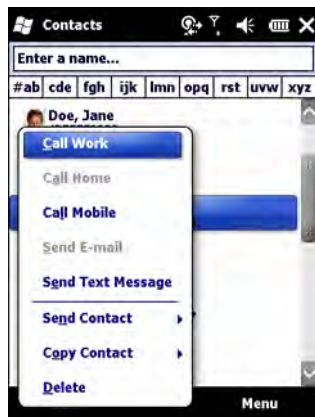 Contacts
Enter a name...
#ab cde fgh ijk lmn opq rst uvw xyz
Doe, Jane
Call Work
Call Home
Call Mobile
Send E-mail
Send Text Message
Send Contact
Copy Contact
Delete
Menu